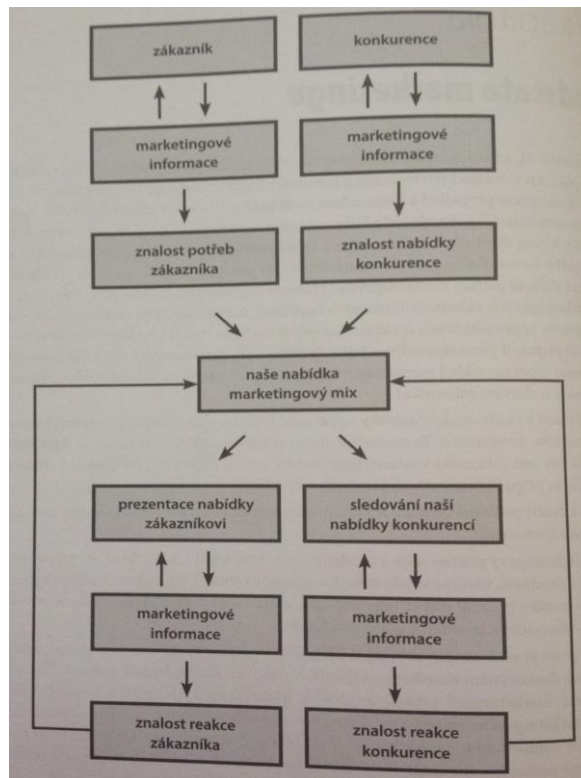 zákazník
konkurence
marketingové
informace
marketingové
informace
znalost potřeb
zákazníka
znalost nabídky
konkurence
naše nabídka
marketingový mix
prezentace nabídky
zákazníkovi
sledování naší
nabídky konkurencí
marketingové
informace
marketingové
informace
znalost reakce
zákazníka
znalost reakce
konkurence